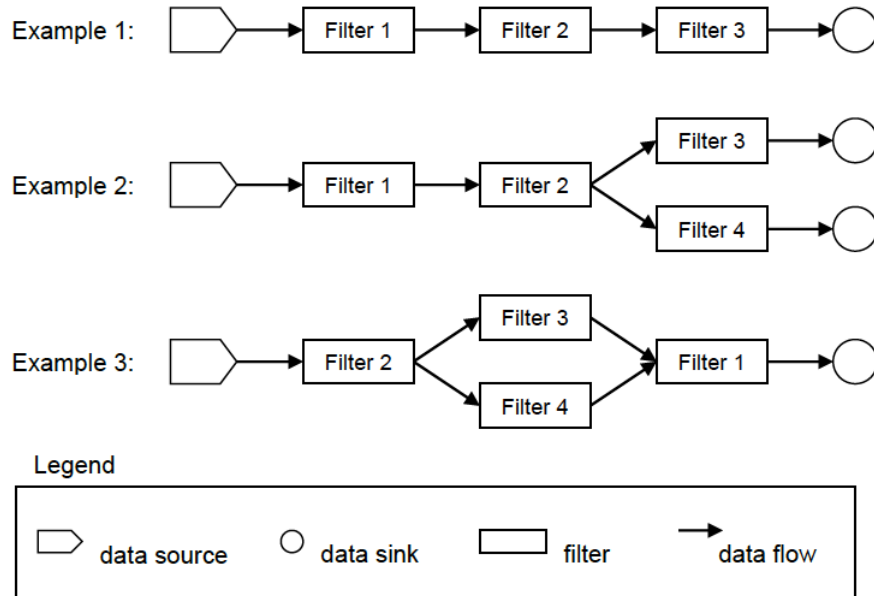 Example 1:
Filter 1
Filter 2
Filter 3
Example 2:
Filter 1
Filter 2
Filter 3
Filter 4
Example 3:
Filter 2
Filter 3
Filter 4
Filter 1
Legend
data source
data sink
filter
data flow